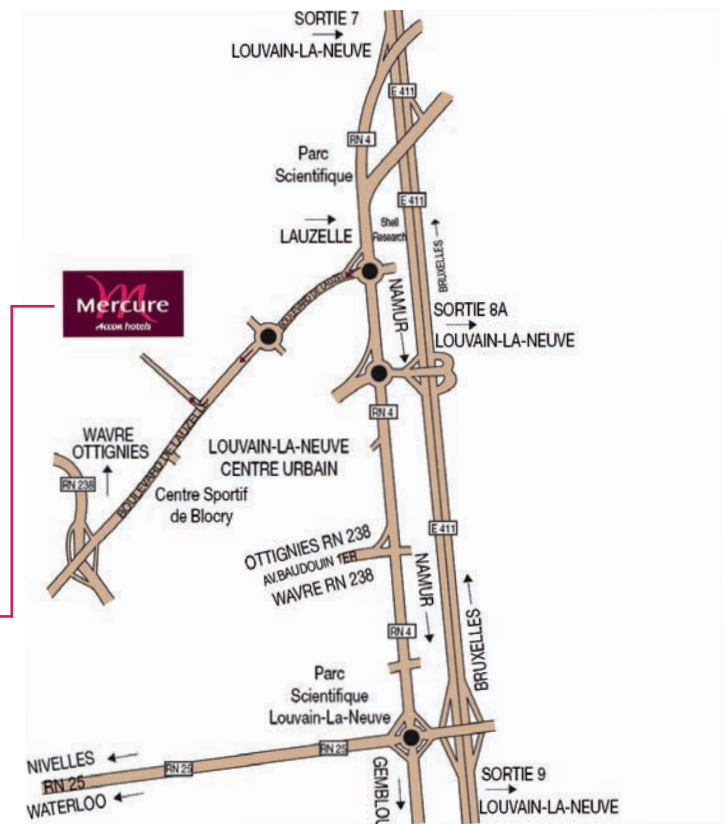 SORTIE 7
LOUVAIN-LA-NEUVE
E 411
RN 4
Parc
Scientifique
E 411
LAUZELLE
Shell
Research
BRUXELLES
BOULEVARD DE LAUZELLE
Mercure
Accor hotels
NAMUR
SORTIE 8A
LOUVAIN-LA-NEUVE
RN 4
WAVRE
OTTIGNIES
BOULEVARD DE LAUZELLE
LOUVAIN-LA-NEUVE
CENTRE URBAIN
RN 238
Centre Sportif
de Blocry
E 411
OTTIGNIES RN 238
AV.BAUDOUIN 1ER
WAVRE RN 238
NAMUR
RN 4
BRUXELLES
Parc
Scientifique
Louvain-La-Neuve
NIVELLES
RN 25
WATERLOO
RN 25
RN 25
SORTIE 9
LOUVAIN-LA-NEUVE